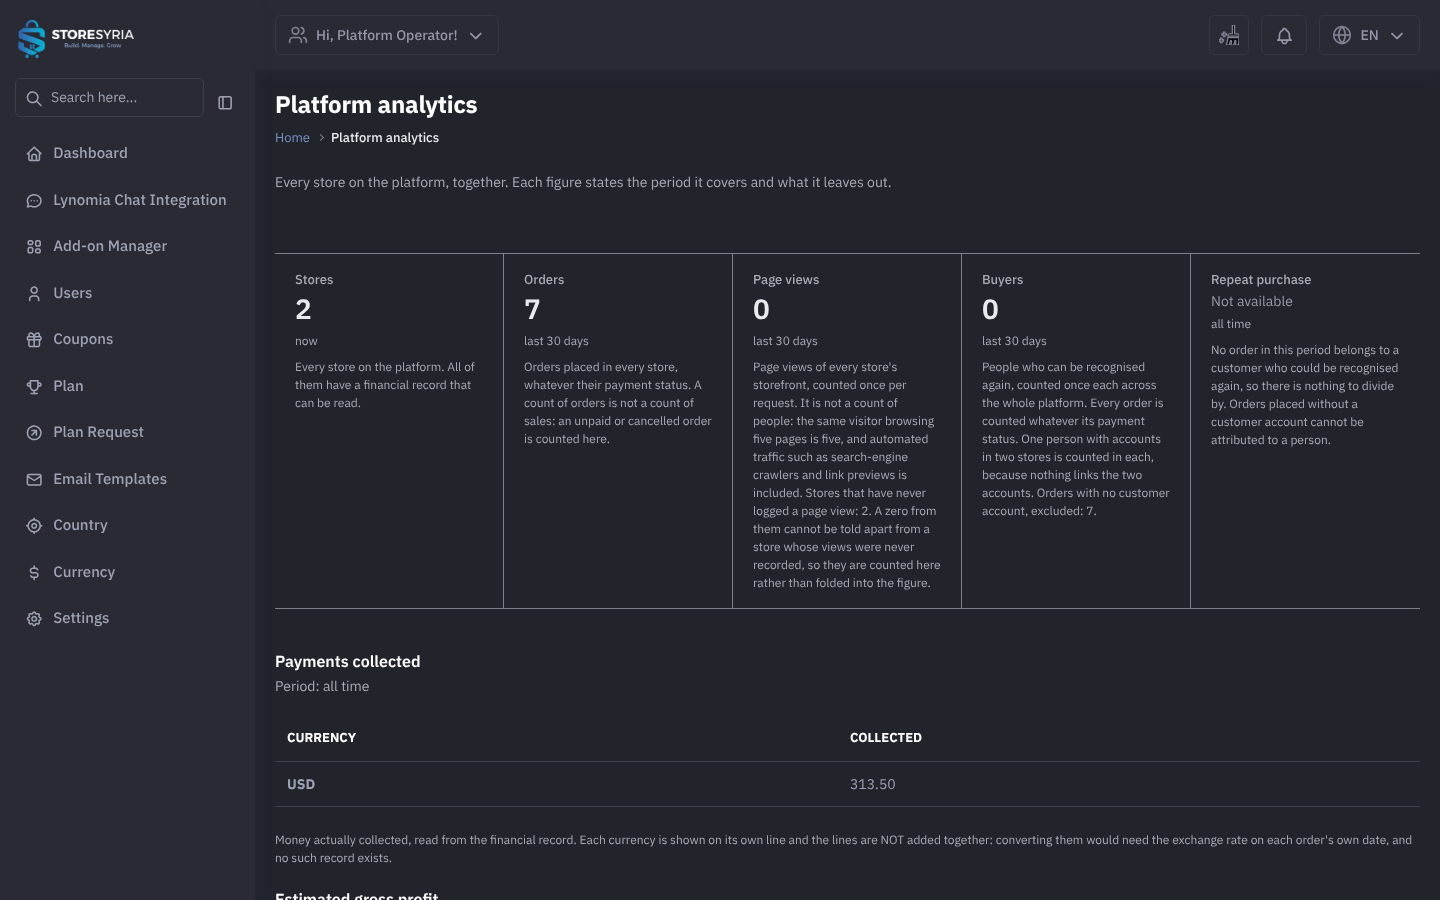 STORESYRIA
Build. Manage. Grow
Hi, Platform Operator!
EN
Search here...
Dashboard
Lynomia Chat Integration
Add-on Manager
Users
Coupons
Plan
Plan Request
Email Templates
Country
Currency
Settings
Platform analytics
Home > Platform analytics
Every store on the platform, together. Each figure states the period it covers and what it leaves out.
Stores
2
now
Every store on the platform. All of
them have a financial record that
can be read.
Orders
7
last 30 days
Orders placed in every store,
whatever their payment status. A
count of orders is not a count of
sales: an unpaid or cancelled order
is counted here.
Page views
0
last 30 days
Page views of every store's
storefront, counted once per
request. It is not a count of
people: the same visitor browsing
five pages is five, and automated
traffic such as search-engine
crawlers and link previews is
included. Stores that have never
logged a page view: 2. A zero from
them cannot be told apart from a
store whose views were never
recorded, so they are counted here
rather than folded into the figure.
Buyers
0
last 30 days
People who can be recognised
again, counted once each across
the whole platform. Every order is
counted whatever its payment
status. One person with accounts
in two stores is counted in each,
because nothing links the two
accounts. Orders with no customer
account, excluded: 7.
Repeat purchase
Not available
all time
No order in this period belongs to a
customer who could be recognised
again, so there is nothing to divide
by. Orders placed without a
customer account cannot be
attributed to a person.
Payments collected
Period: all time
CURRENCY COLLECTED
USD 313.50
Money actually collected, read from the financial record. Each currency is shown on its own line and the lines are NOT added together: converting them would need the exchange rate on each order's own date, and
no such record exists.
Estimated gross profit